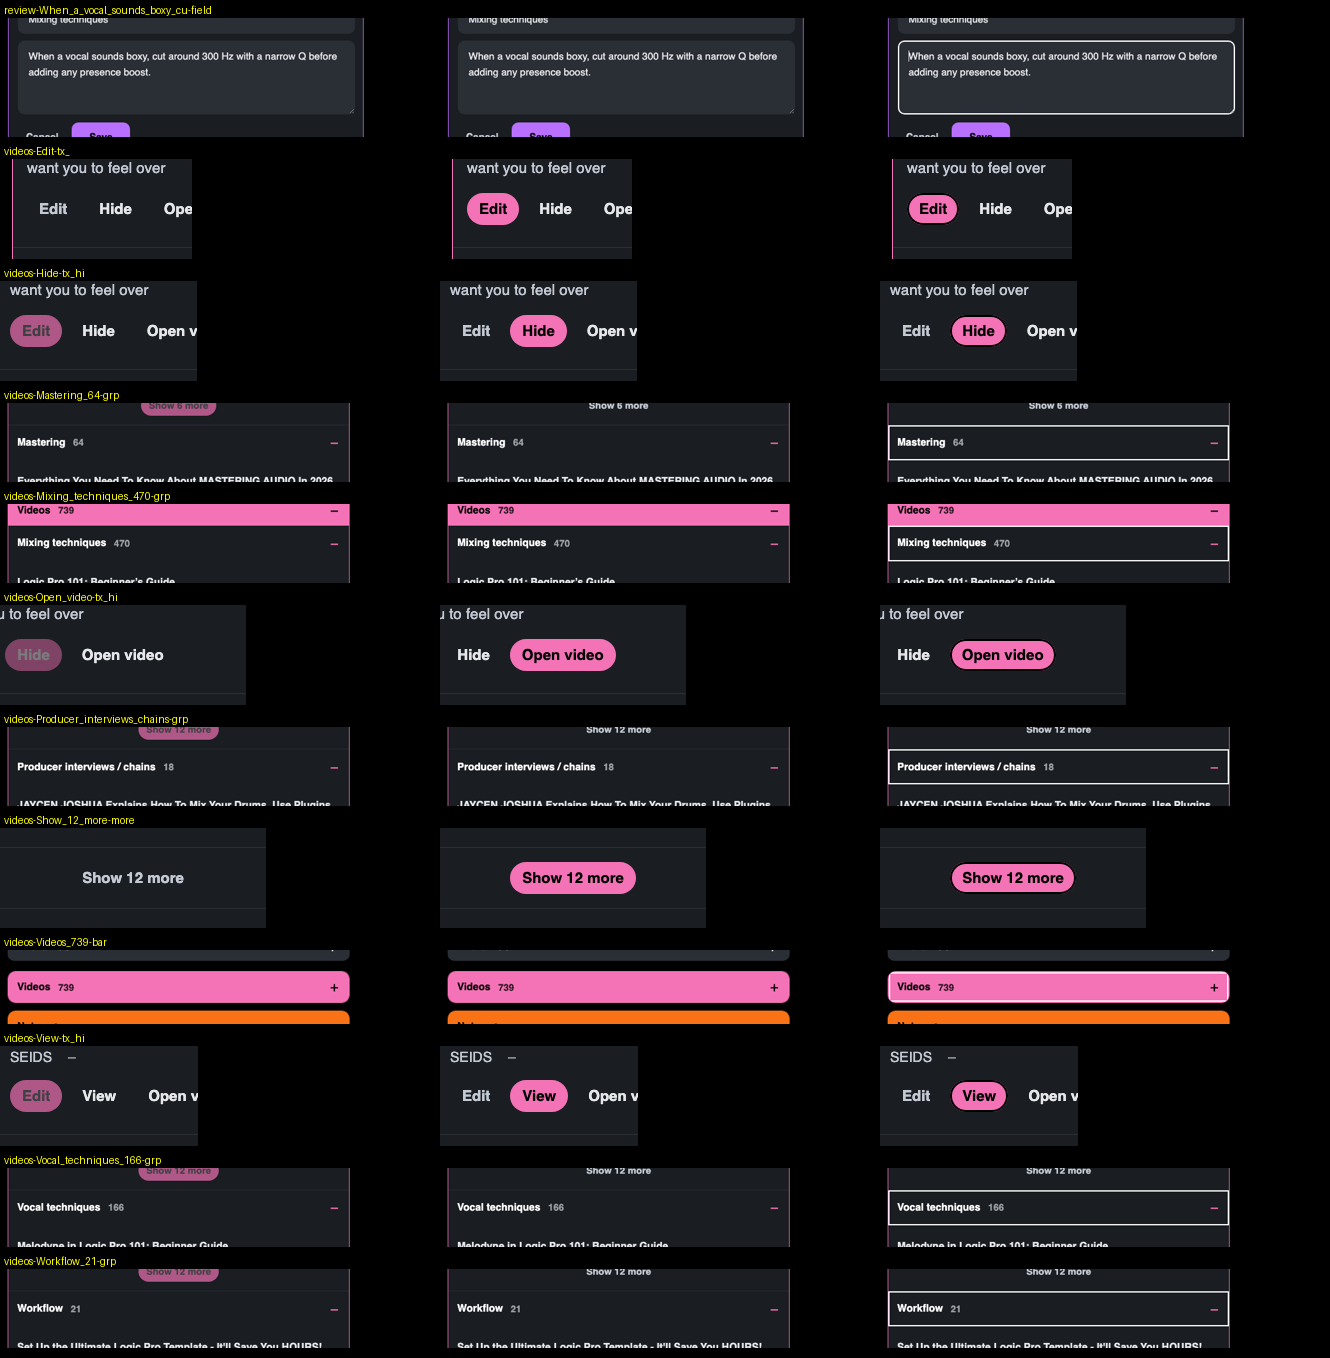 review-When_a_vocal_sounds_boxy_cu-field
Mixing techniques Mixing techniques Mixing techniques
When a vocal sounds boxy, cut around 300 Hz with a narrow Q before When a vocal sounds boxy, cut around 300 Hz with a narrow Q before When a vocal sounds boxy, cut around 300 Hz with a narrow Q before
adding any presence boost. adding any presence boost. adding any presence boost.
Cancel Save Cancel Save Cancel Save
videos-Edit-tx_
want you to feel over want you to feel over want you to feel over
Edit Hide Ope Edit Hide Ope Edit Hide Ope
videos-Hide-tx_hi
want you to feel over want you to feel over want you to feel over
Edit Hide Open v Edit Hide Open v Edit Hide Open v
videos-Mastering_64-grp
Show 6 more Show 6 more Show 6 more
Mastering 64 – Mastering 64 – Mastering 64 –
Everything You Need To Know About MASTERING AUDIO In 2026 Everything You Need To Know About MASTERING AUDIO In 2026 Everything You Need To Know About MASTERING AUDIO In 2026
videos-Mixing_techniques_470-grp
Videos 739 – Videos 739 – Videos 739 –
Mixing techniques 470 – Mixing techniques 470 – Mixing techniques 470 –
Logic Pro 101: Beginner's Guide Logic Pro 101: Beginner's Guide Logic Pro 101: Beginner's Guide
videos-Open_video-tx_hi
u to feel over u to feel over u to feel over
Hide Open video Hide Open video Hide Open video
videos-Producer_interviews_chains-grp
Show 12 more Show 12 more Show 12 more
Producer interviews / chains 18 – Producer interviews / chains 18 – Producer interviews / chains 18 –
JAYCEN JOSHUA Explains How To Mix Your Drums, Use Plugins JAYCEN JOSHUA Explains How To Mix Your Drums, Use Plugins JAYCEN JOSHUA Explains How To Mix Your Drums, Use Plugins
videos-Show_12_more-more
Show 12 more Show 12 more Show 12 more
videos-Videos_739-bar
Videos 739 + Videos 739 + Videos 739 +
videos-View-tx_hi
SEIDS – SEIDS – SEIDS –
Edit View Open v Edit View Open v Edit View Open v
videos-Vocal_techniques_166-grp
Show 12 more Show 12 more Show 12 more
Vocal techniques 166 – Vocal techniques 166 – Vocal techniques 166 –
Melodyne in Logic Pro 101: Beginner Guide Melodyne in Logic Pro 101: Beginner Guide Melodyne in Logic Pro 101: Beginner Guide
videos-Workflow_21-grp
Show 12 more Show 12 more Show 12 more
Workflow 21 – Workflow 21 – Workflow 21 –
Set Up the Ultimate Logic Pro Template - It'll Save You HOURS! Set Up the Ultimate Logic Pro Template - It'll Save You HOURS! Set Up the Ultimate Logic Pro Template - It'll Save You HOURS!